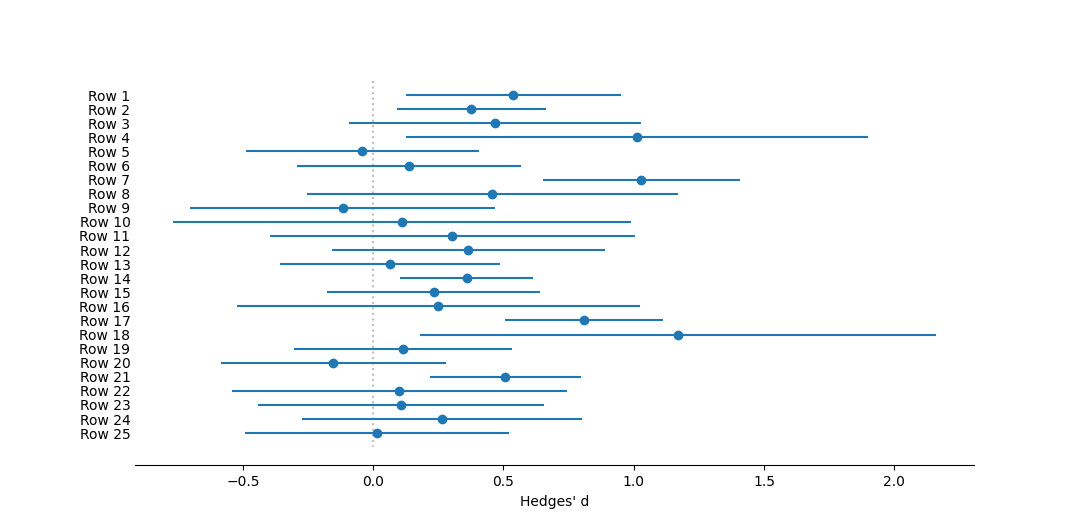 Row 1
Row 2
Row 3
Row 4
Row 5
Row 6
Row 7
Row 8
Row 9
Row 10
Row 11
Row 12
Row 13
Row 14
Row 15
Row 16
Row 17
Row 18
Row 19
Row 20
Row 21
Row 22
Row 23
Row 24
Row 25
−0.5 0.0 0.5 1.0 1.5 2.0
Hedges' d